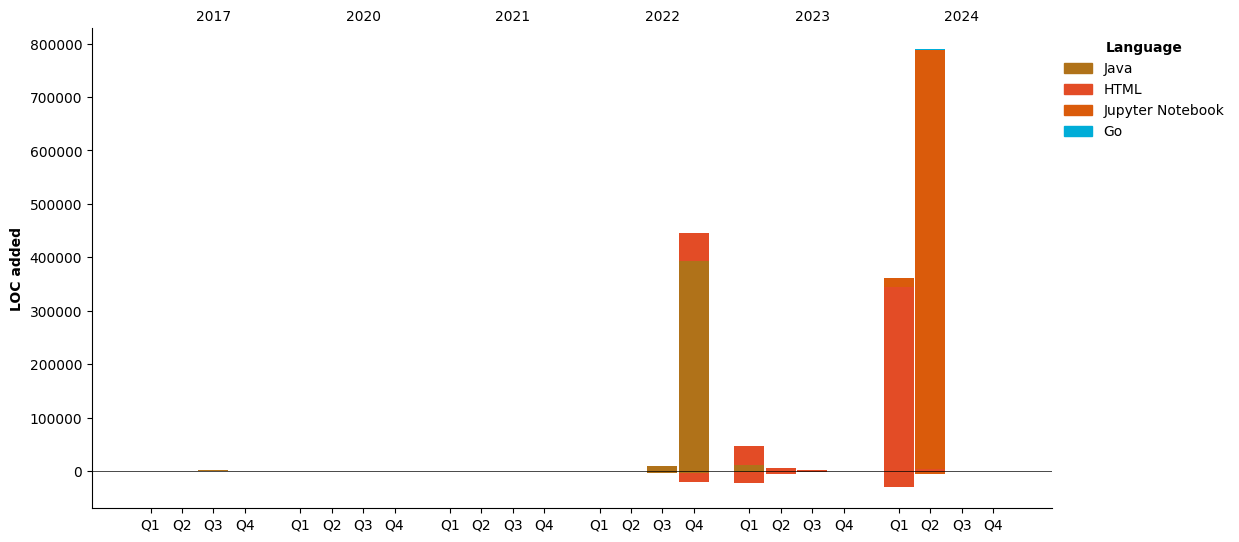 2017 2020 2021 2022 2023 2024
Language
Java
HTML
Jupyter Notebook
Go
LOC added
800000
700000
600000
500000
400000
300000
200000
100000
0
Q1 Q2 Q3 Q4 Q1 Q2 Q3 Q4 Q1 Q2 Q3 Q4 Q1 Q2 Q3 Q4 Q1 Q2 Q3 Q4 Q1 Q2 Q3 Q4